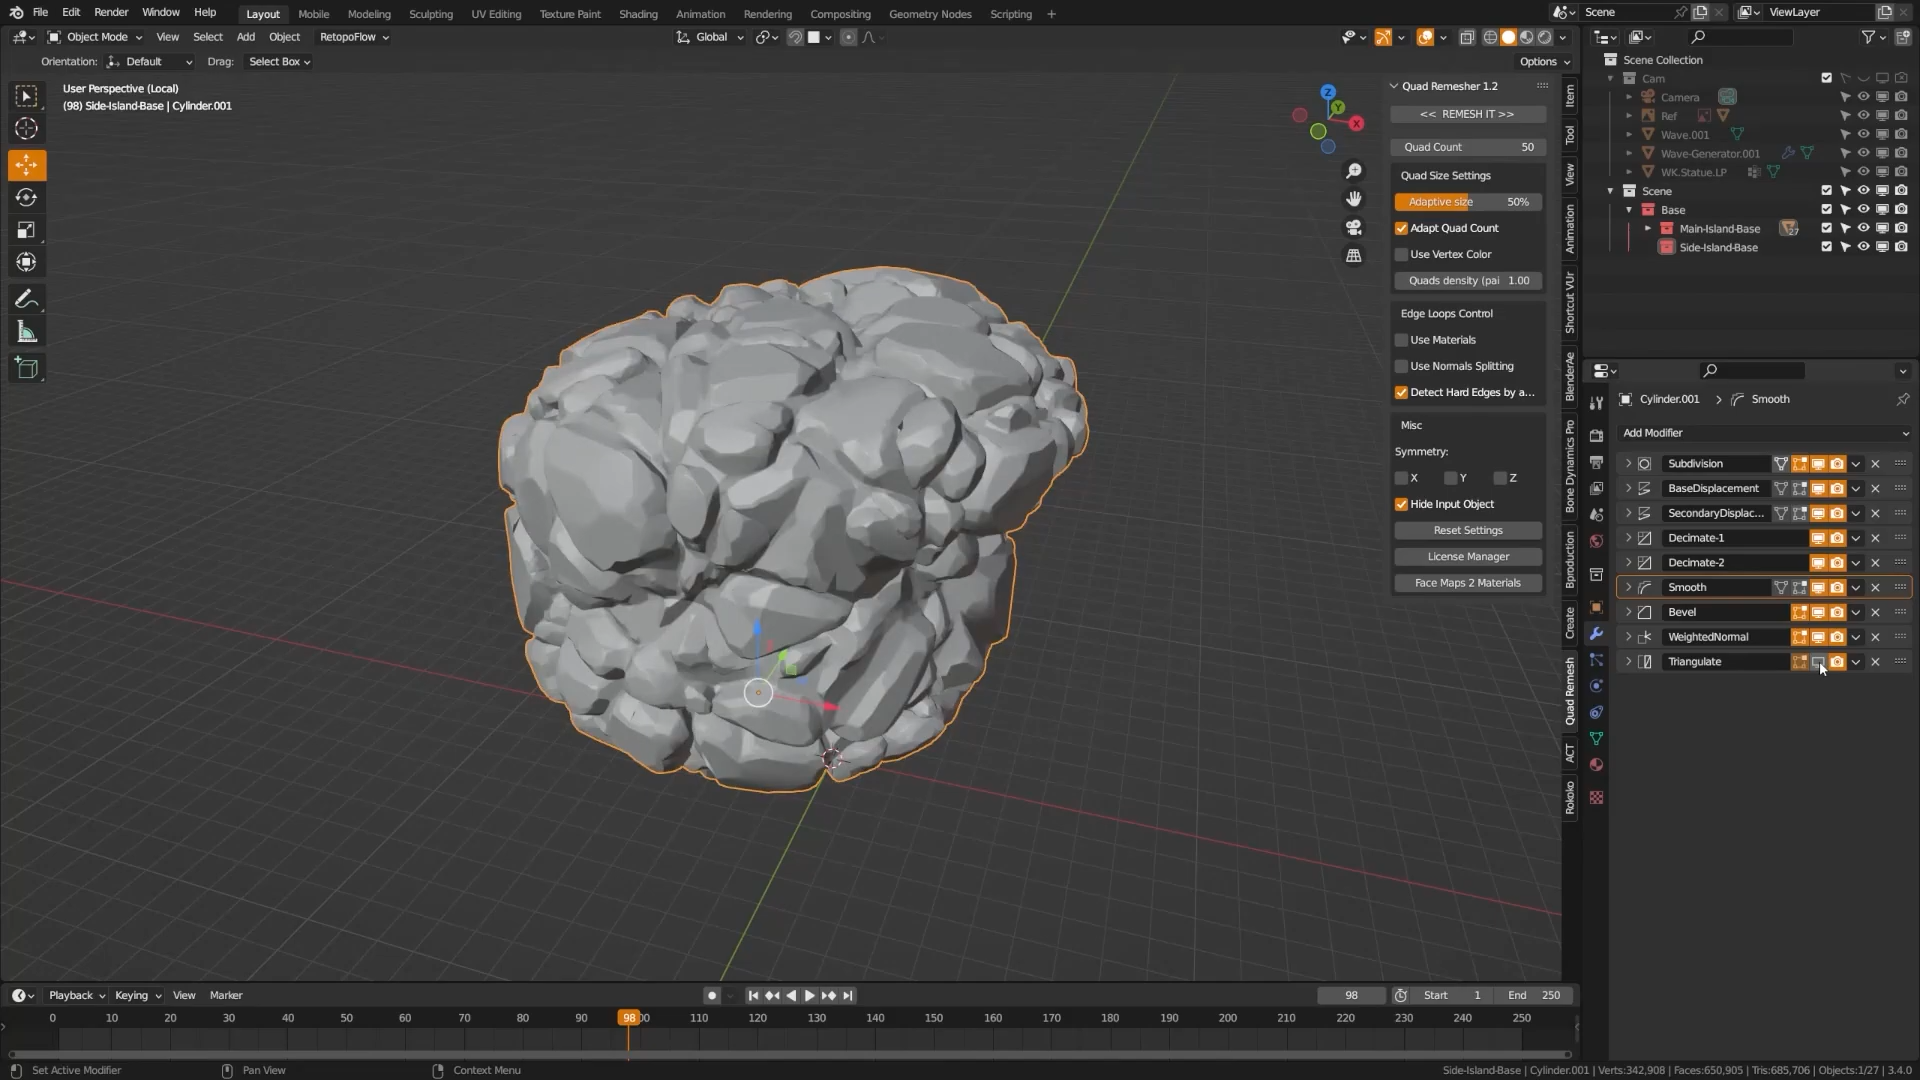 File Edit Render Window Help Layout Mobile Modeling Sculpting UV Editing Texture Paint Shading Animation Rendering Compositing Geometry Nodes Scripting + Scene ViewLayer
Object Mode View Select Add Object RetopoFlow Global
Orientation: Default Drag: Select Box Options
User Perspective (Local)
(98) Side-Island-Base | Cylinder.001
Z
Y
X
Quad Remesher 1.2
<< REMESH IT >>
Quad Count 50
Quad Size Settings
Adaptive size 50%
Adapt Quad Count
Use Vertex Color
Quads density (pai 1.00
Edge Loops Control
Use Materials
Use Normals Splitting
Detect Hard Edges by a...
Misc
Symmetry:
X Y Z
Hide Input Object
Reset Settings
License Manager
Face Maps 2 Materials
Item
Tool
View
Animation
Shortcut VUr
BlenderAe
Bone Dynamics Pro
Bproduction
Create
Quad Remesh
ACT
Rokoko
Scene Collection
Cam
Camera
Ref
Wave.001
Wave-Generator.001
WK.Statue.LP
Scene
Base
Main-Island-Base 27
Side-Island-Base
Cylinder.001 > Smooth
Add Modifier
Subdivision
BaseDisplacement
SecondaryDisplac...
Decimate-1
Decimate-2
Smooth
Bevel
WeightedNormal
Triangulate
Playback Keying View Marker 98 Start 1 End 250
0 10 20 30 40 50 60 70 80 90 98 00 110 120 130 140 150 160 170 180 190 200 210 220 230 240 250
Set Active Modifier Pan View Context Menu Side-Island-Base | Cylinder.001 | Verts:342,908 | Faces:650,905 | Tris:685,706 | Objects:1/27 | 3.4.0